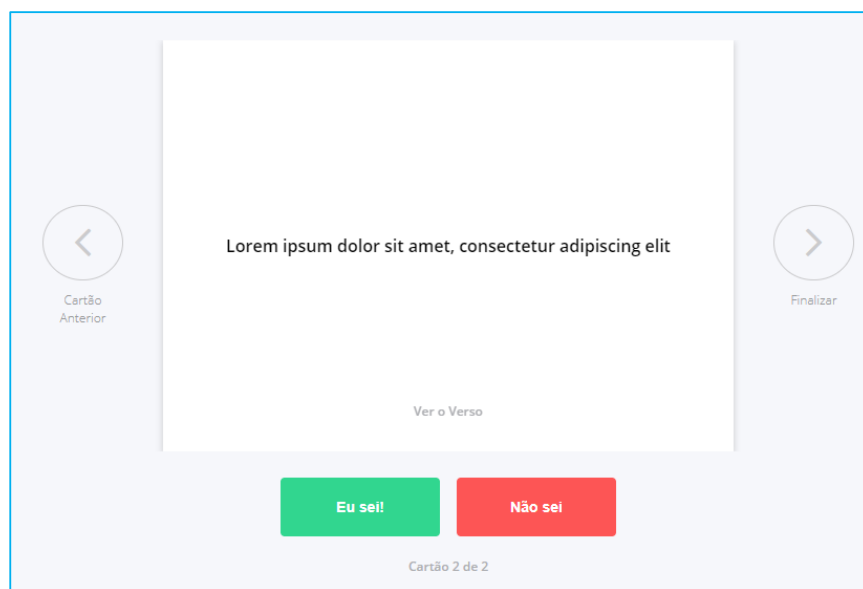 Lorem ipsum dolor sit amet, consectetur adipiscing elit
Cartão
Anterior
Finalizar
Ver o Verso
Eu sei!
Não sei
Cartão 2 de 2